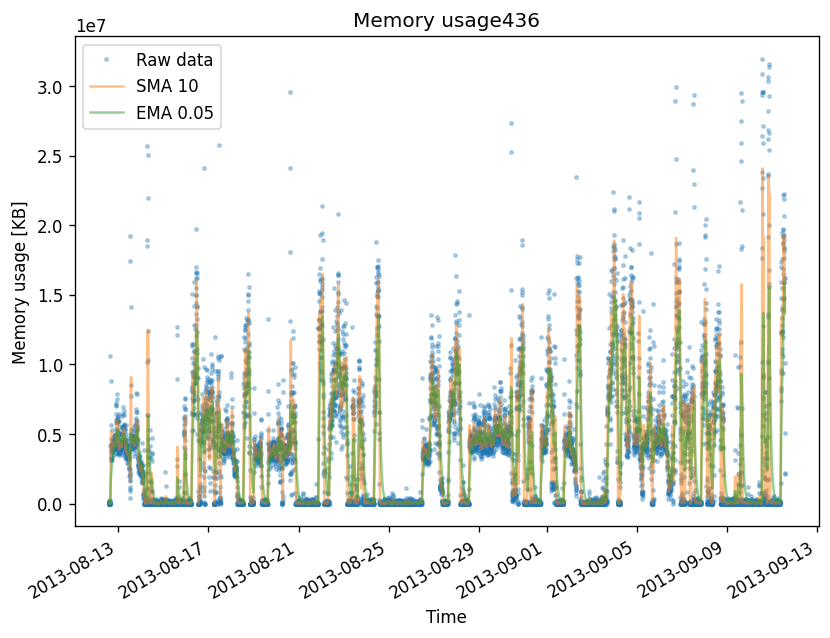 Memory usage436
1e7
Raw data
SMA 10
EMA 0.05
3.0
2.5
2.0
1.5
1.0
0.5
0.0
Memory usage [KB]
2013-08-13
2013-08-17
2013-08-21
2013-08-25
2013-08-29
2013-09-01
2013-09-05
2013-09-09
2013-09-13
Time